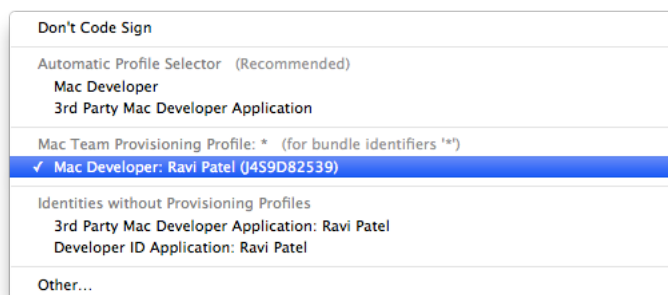 Don't Code Sign
Automatic Profile Selector (Recommended)
Mac Developer
3rd Party Mac Developer Application
Mac Team Provisioning Profile: * (for bundle identifiers '*')
✓ Mac Developer: Ravi Patel (J4S9D82539)
Identities without Provisioning Profiles
3rd Party Mac Developer Application: Ravi Patel
Developer ID Application: Ravi Patel
Other...